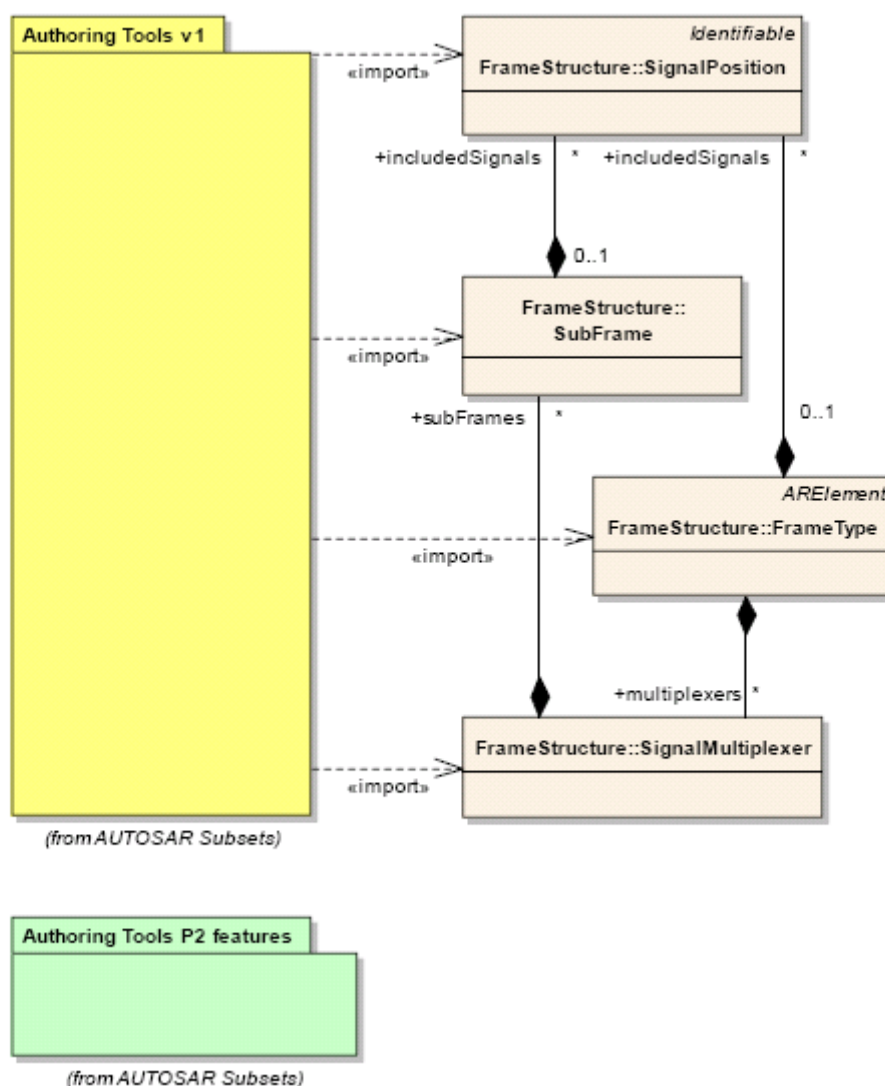 Authoring Tools v1
Identifiable
FrameStructure::SignalPosition
«import»
+includedSignals * +includedSignals *
0..1
FrameStructure::
SubFrame
«import»
+subFrames *
0..1
ARElement
FrameStructure::FrameType
«import»
+multiplexers *
FrameStructure::SignalMultiplexer
«import»
(from AUTOSAR Subsets)
Authoring Tools P2 features
(from AUTOSAR Subsets)